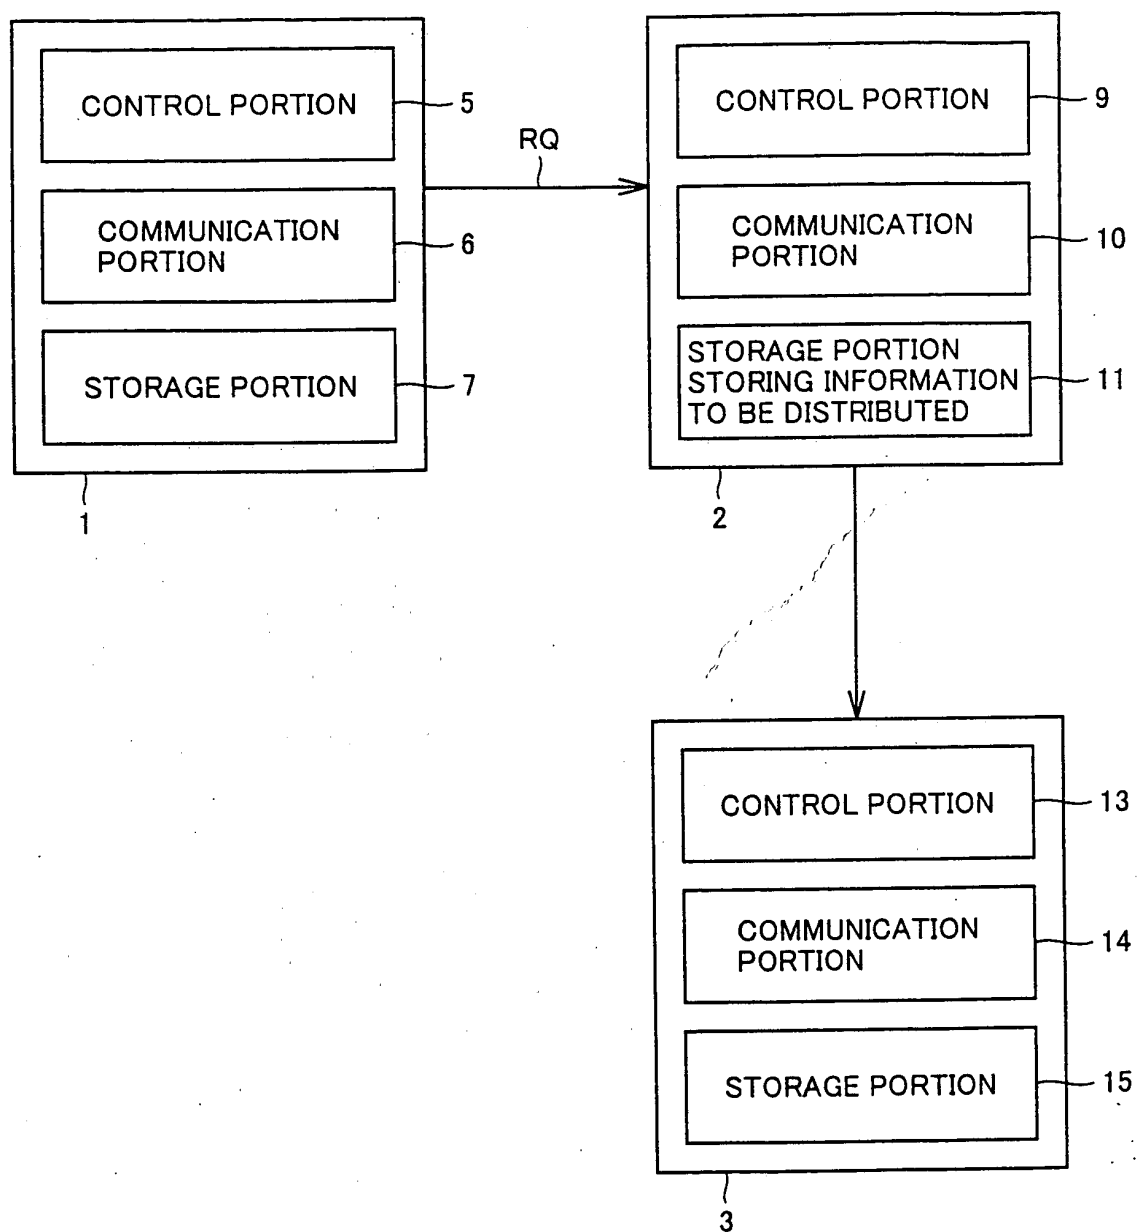 CONTROL PORTION
5
COMMUNICATION
PORTION
6
STORAGE PORTION
7
1
RQ
CONTROL PORTION
9
COMMUNICATION
PORTION
10
STORAGE PORTION
STORING INFORMATION
TO BE DISTRIBUTED
11
2
CONTROL PORTION
13
COMMUNICATION
PORTION
14
STORAGE PORTION
15
3